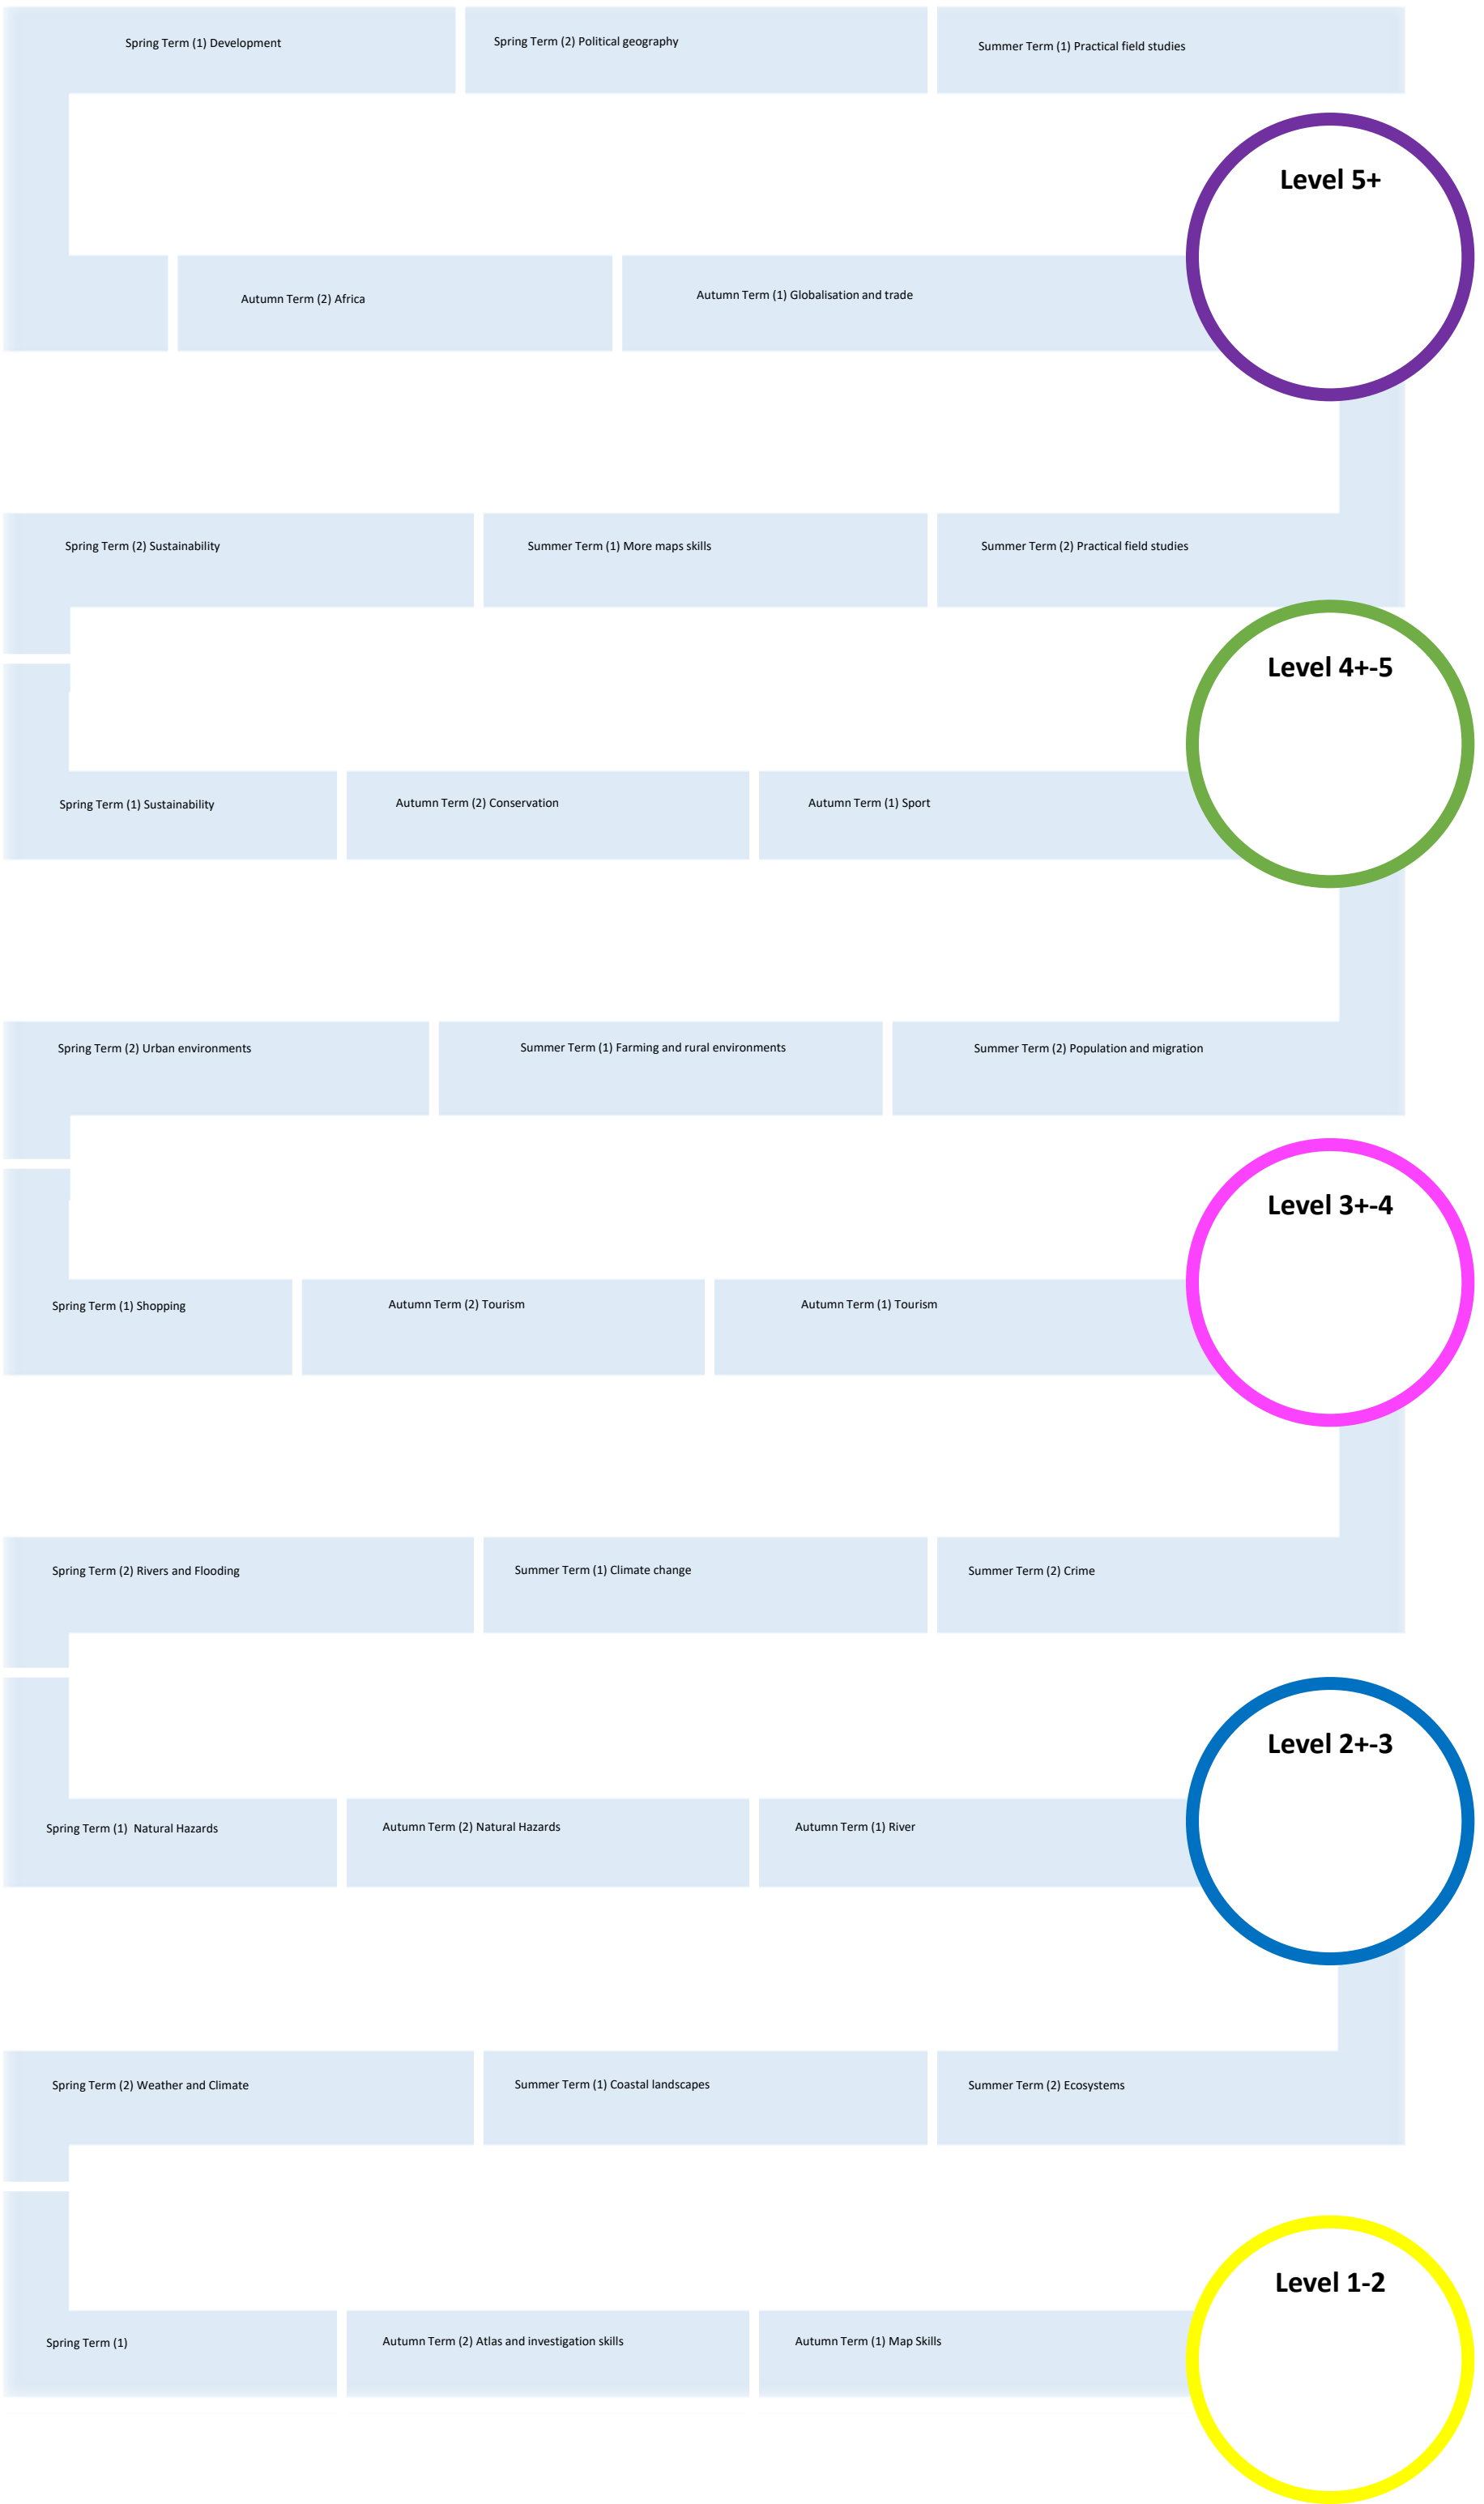 Spring Term (1) Development
Spring Term (2) Political geography
Summer Term (1) Practical field studies
Level 5+
Autumn Term (2) Africa
Autumn Term (1) Globalisation and trade
Spring Term (2) Sustainability
Summer Term (1) More maps skills
Summer Term (2) Practical field studies
Level 4+-5
Spring Term (1) Sustainability
Autumn Term (2) Conservation
Autumn Term (1) Sport
Spring Term (2) Urban environments
Summer Term (1) Farming and rural environments
Summer Term (2) Population and migration
Level 3+-4
Spring Term (1) Shopping
Autumn Term (2) Tourism
Autumn Term (1) Tourism
Spring Term (2) Rivers and Flooding
Summer Term (1) Climate change
Summer Term (2) Crime
Level 2+-3
Spring Term (1)  Natural Hazards
Autumn Term (2) Natural Hazards
Autumn Term (1) River
Spring Term (2) Weather and Climate
Summer Term (1) Coastal landscapes
Summer Term (2) Ecosystems
Level 1-2
Spring Term (1)
Autumn Term (2) Atlas and investigation skills
Autumn Term (1) Map Skills